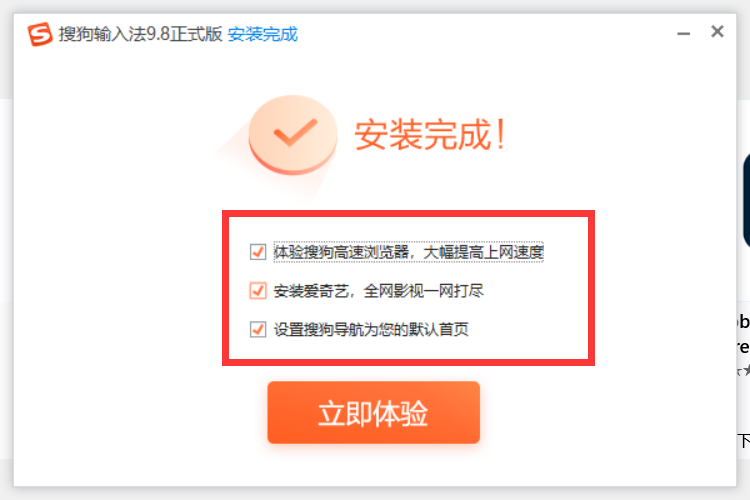 搜狗输入法9.8正式版 安装完成
安装完成！
体验搜狗高速浏览器，大幅提高上网速度
安装爱奇艺，全网影视一网打尽
设置搜狗导航为您的默认首页
立即体验
下